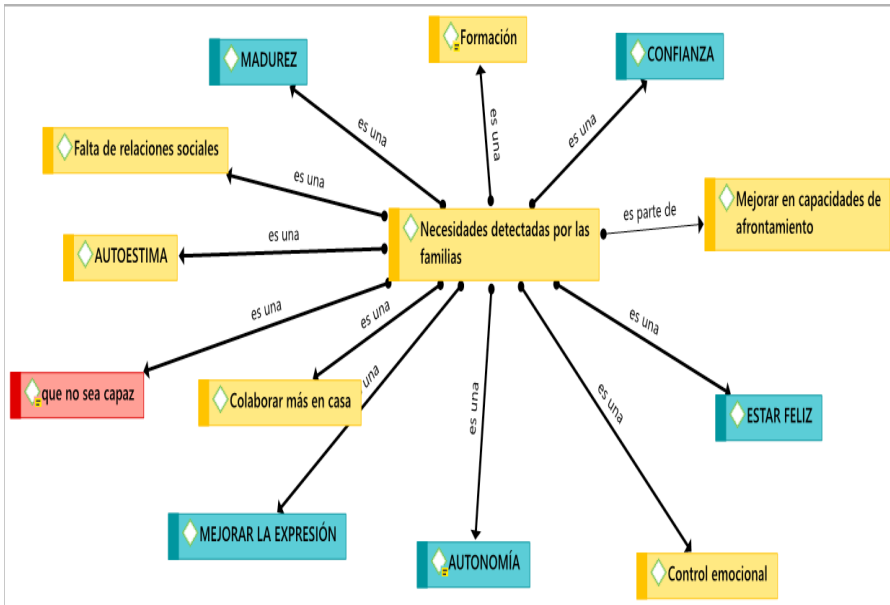 Formación
MADUREZ
CONFIANZA
es una
es una
es una
Falta de relaciones sociales
es una
Mejorar en capacidades de
afrontamiento
es parte de
Necesidades detectadas por las
familias
es una
AUTOESTIMA
es una
es una
es una
que no sea capaz
Colaborar más en casa
una
es una
es una
ESTAR FELIZ
MEJORAR LA EXPRESIÓN
AUTONOMÍA
Control emocional